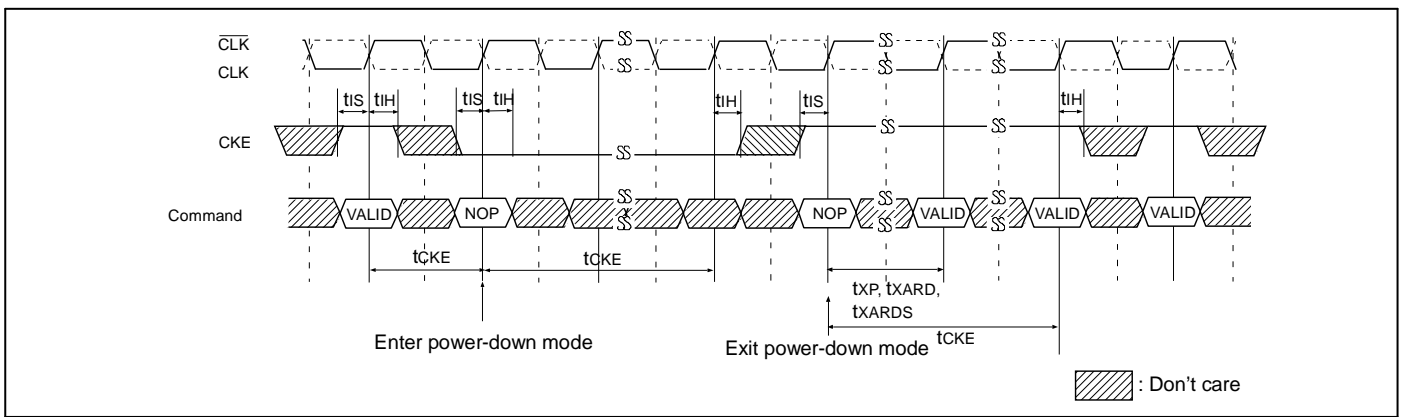 CLK
CLK
tIS tIH tIS tIH tIH tIS tIH
CKE
Command
VALID NOP NOP VALID VALID VALID
tCKE tCKE
tXP, tXARD,
tXARDS
tCKE
Enter power-down mode
Exit power-down mode
: Don't care